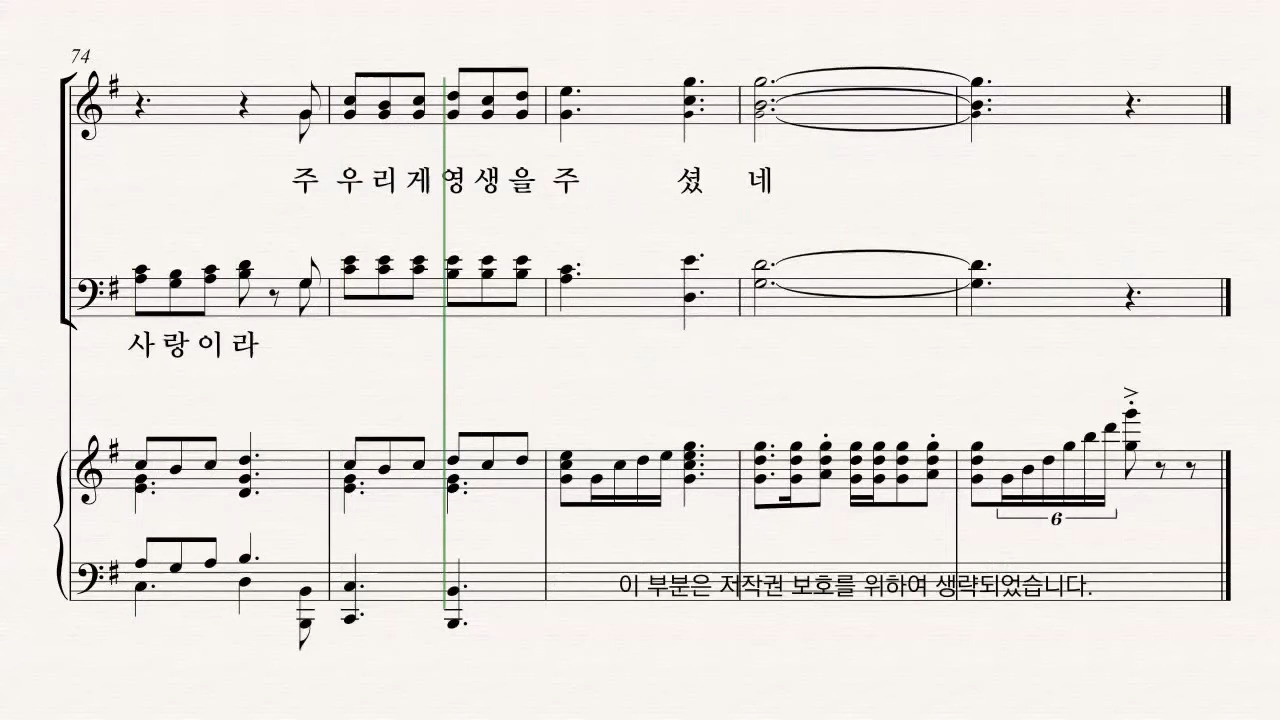 74
주 우 리 게 영 생 을 주 셨 네
사 랑 이 라
6
이 부분은 저작권 보호를 위하여 생략되었습니다.